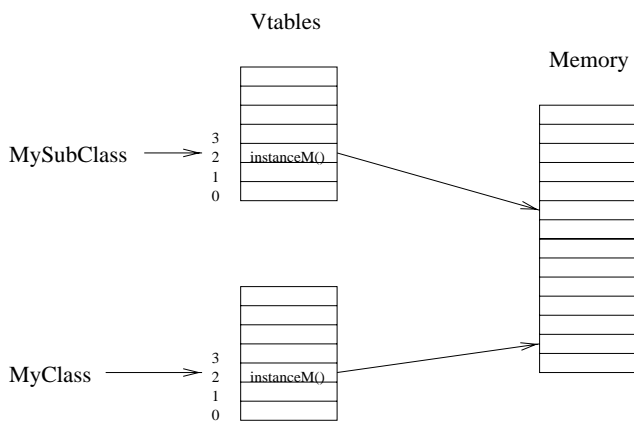 Vtables
Memory
MySubClass
3
2
1
0
instanceM()
MyClass
3
2
1
0
instanceM()